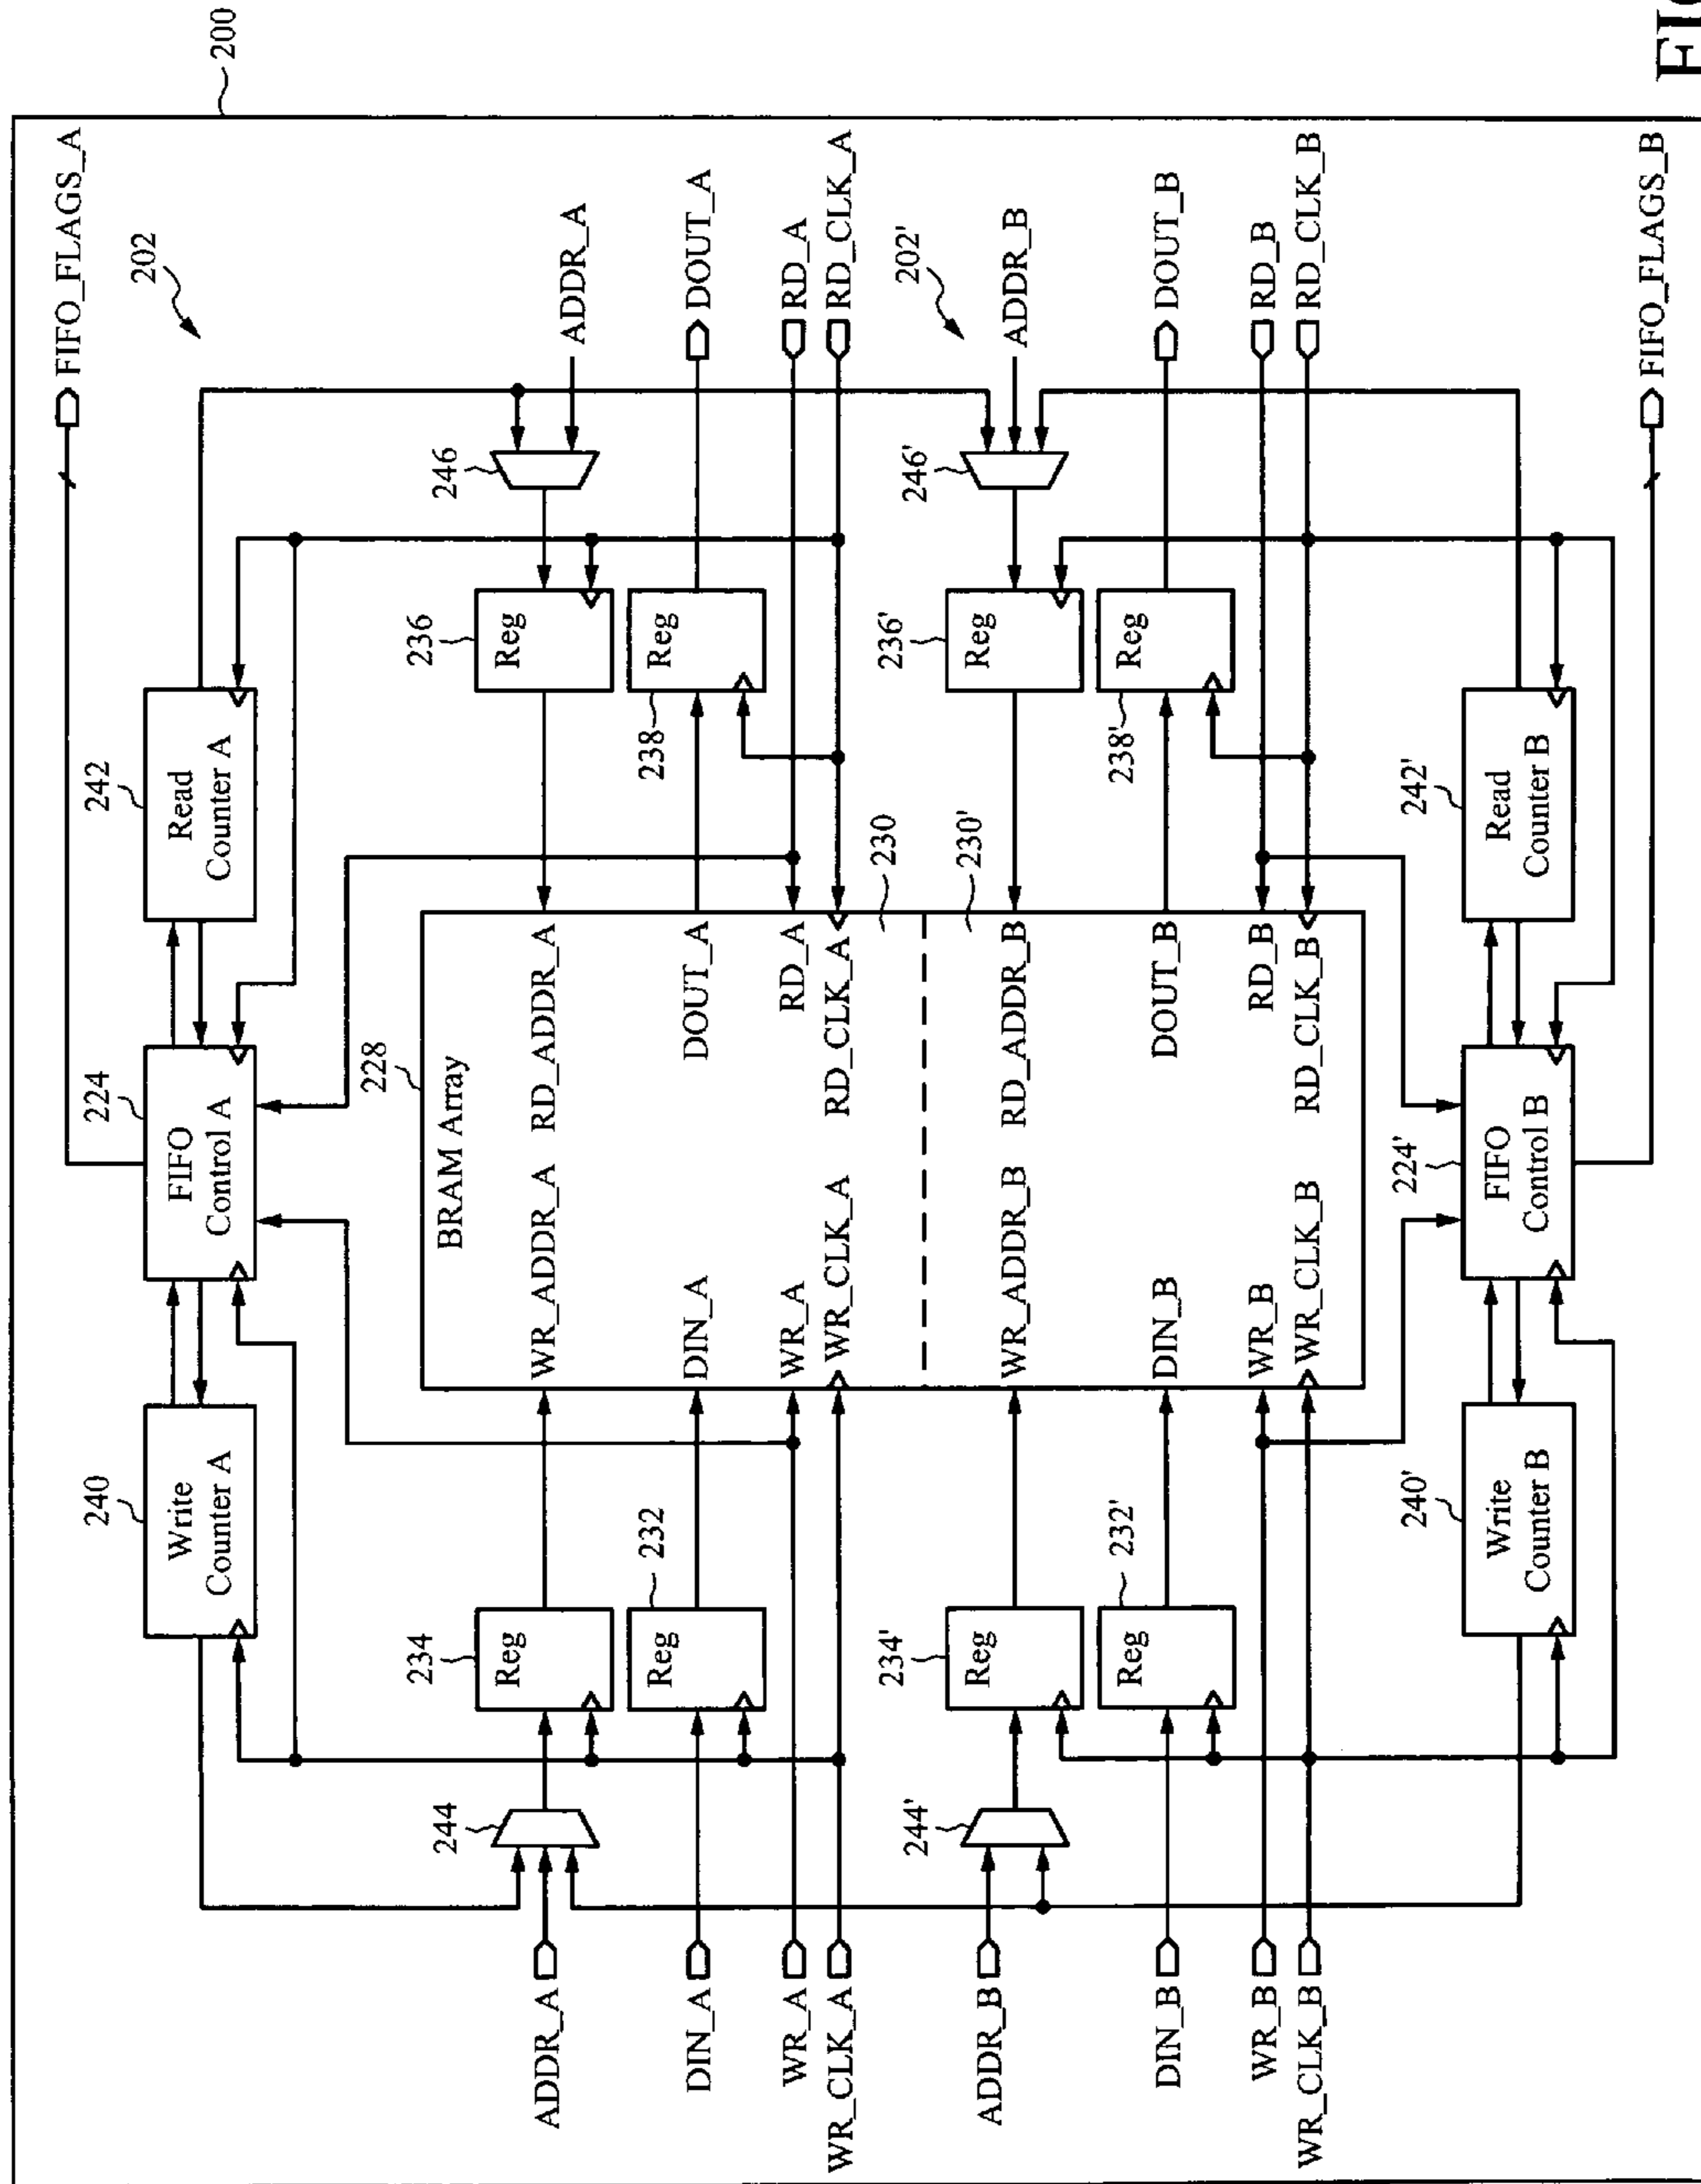 FIFO_FLAGS_A
200
202
240
Write
Counter A
224
FIFO
Control A
242
Read
Counter A
244
234
Reg
ADDR_A
232
Reg
DIN_A
WR_A
WR_CLK_A
228
BRAM Array
WR_ADDR_A
RD_ADDR_A
DIN_A
DOUT_A
WR_A
RD_A
WR_CLK_A
RD_CLK_A
230
236
Reg
246
ADDR_A
238
Reg
DOUT_A
RD_A
RD_CLK_A
202'
244'
234'
Reg
ADDR_B
232'
Reg
DIN_B
WR_B
WR_CLK_B
230'
WR_ADDR_B
RD_ADDR_B
DIN_B
DOUT_B
WR_B
RD_B
WR_CLK_B
RD_CLK_B
236'
Reg
246'
ADDR_B
238'
Reg
DOUT_B
RD_B
RD_CLK_B
240'
Write
Counter B
224'
FIFO
Control B
242'
Read
Counter B
FIFO_FLAGS_B